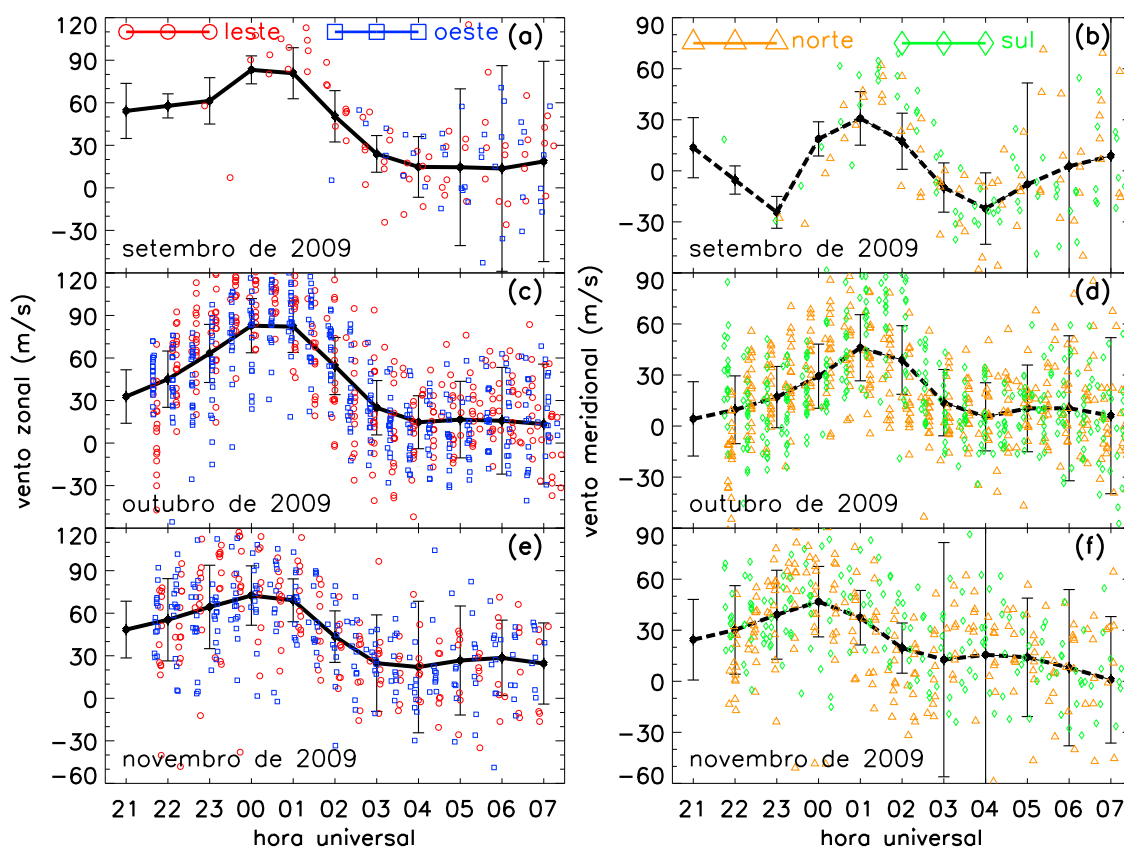 120 leste oeste (a)
90
60
30
0
−30
setembro de 2009
90 norte sul (b)
60
30
0
−30
setembro de 2009
120 (c)
90
60
30
0
−30
outubro de 2009
(d)
60
30
0
−30
outubro de 2009
120 (e)
90
60
30
0
−30
−60
novembro de 2009
(f)
60
30
0
−30
−60
novembro de 2009
vento zonal (m/s)
vento meridional (m/s)
21 22 23 00 01 02 03 04 05 06 07
hora universal
21 22 23 00 01 02 03 04 05 06 07
hora universal